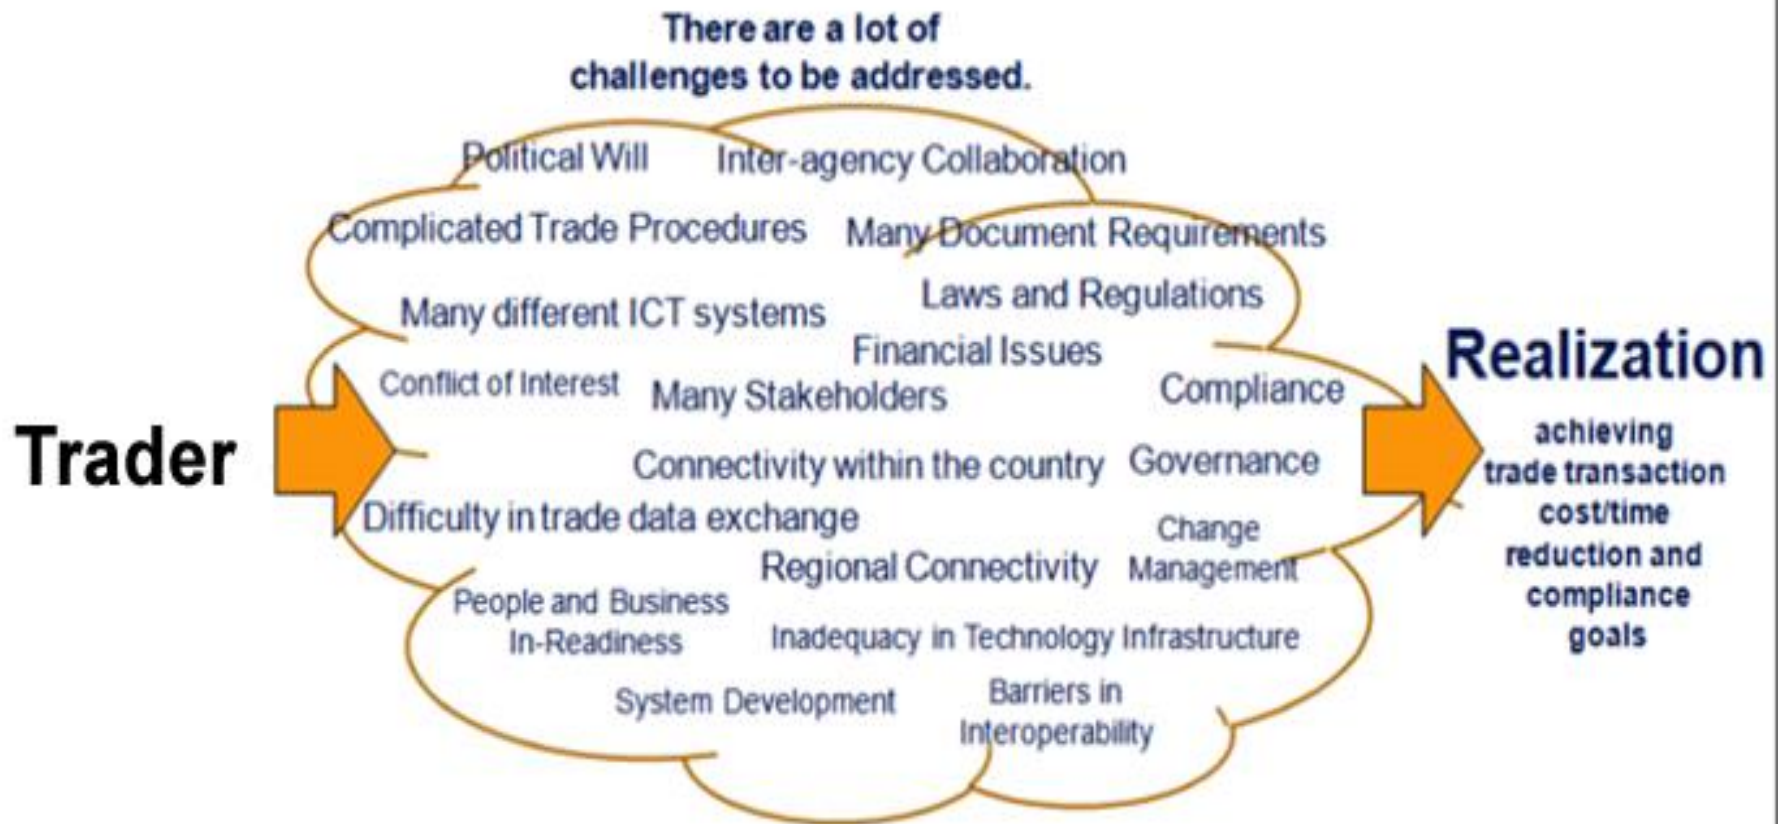 There are a lot of
challenges to be addressed.
Political Will
Inter-agency Collaboration
Complicated Trade Procedures
Many Document Requirements
Laws and Regulations
Many different ICT systems
Financial Issues
Realization
Conflict of Interest
Many Stakeholders
Compliance
Trader
achieving
trade transaction
cost/time
reduction and
compliance
goals
Connectivity within the country
Governance
Difficulty in trade data exchange
Change
Management
Regional Connectivity
People and Business
In-Readiness
Inadequacy in Technology Infrastructure
System Development
Barriers in
Interoperability